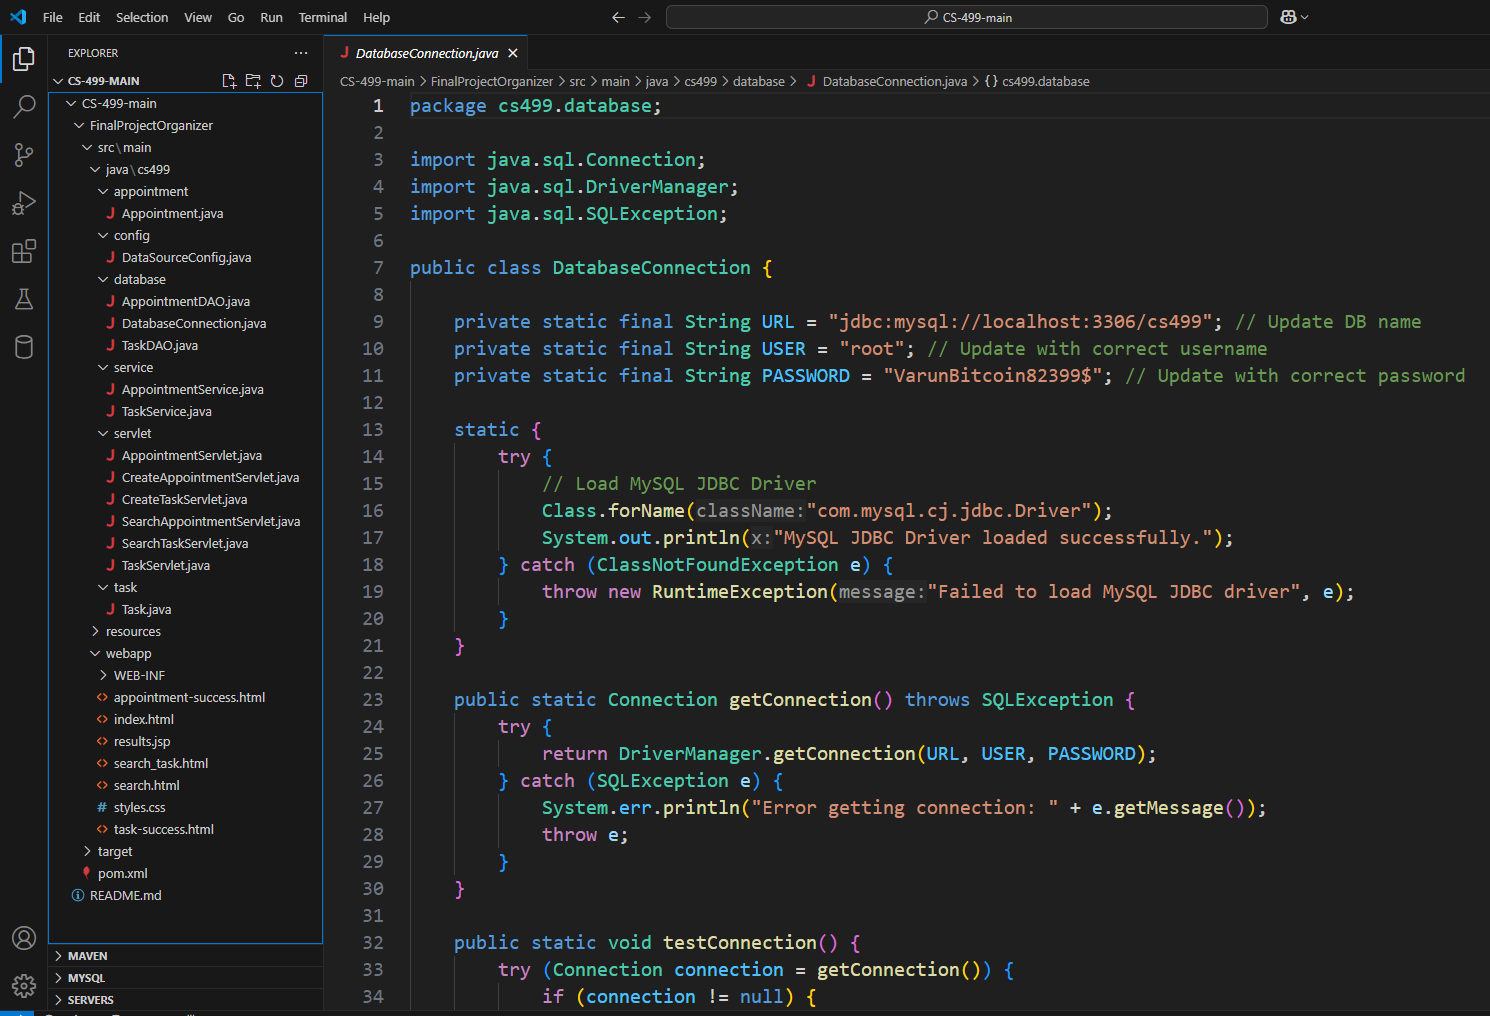 File Edit Selection View Go Run Terminal Help
CS-499-main
EXPLORER
CS-499-MAIN
CS-499-main
FinalProjectOrganizer
src\main
java\cs499
appointment
Appointment.java
config
DataSourceConfig.java
database
AppointmentDAO.java
DatabaseConnection.java
TaskDAO.java
service
AppointmentService.java
TaskService.java
servlet
AppointmentServlet.java
CreateAppointmentServlet.java
CreateTaskServlet.java
SearchAppointmentServlet.java
SearchTaskServlet.java
TaskServlet.java
task
Task.java
resources
webapp
WEB-INF
appointment-success.html
index.html
results.jsp
search_task.html
search.html
styles.css
task-success.html
target
pom.xml
README.md
MAVEN
MYSQL
SERVERS
DatabaseConnection.java
CS-499-main > FinalProjectOrganizer > src > main > java > cs499 > database > DatabaseConnection.java > {} cs499.database
1 package cs499.database;
2
3 import java.sql.Connection;
4 import java.sql.DriverManager;
5 import java.sql.SQLException;
6
7 public class DatabaseConnection {
8
9 private static final String URL = "jdbc:mysql://localhost:3306/cs499"; // Update DB name
10 private static final String USER = "root"; // Update with correct username
11 private static final String PASSWORD = "VarunBitcoin82399$"; // Update with correct password
12
13 static {
14 try {
15 // Load MySQL JDBC Driver
16 Class.forName(className:"com.mysql.cj.jdbc.Driver");
17 System.out.println(x:"MySQL JDBC Driver loaded successfully.");
18 } catch (ClassNotFoundException e) {
19 throw new RuntimeException(message:"Failed to load MySQL JDBC driver", e);
20 }
21 }
22
23 public static Connection getConnection() throws SQLException {
24 try {
25 return DriverManager.getConnection(URL, USER, PASSWORD);
26 } catch (SQLException e) {
27 System.err.println("Error getting connection: " + e.getMessage());
28 throw e;
29 }
30 }
31
32 public static void testConnection() {
33 try (Connection connection = getConnection()) {
34 if (connection != null) {